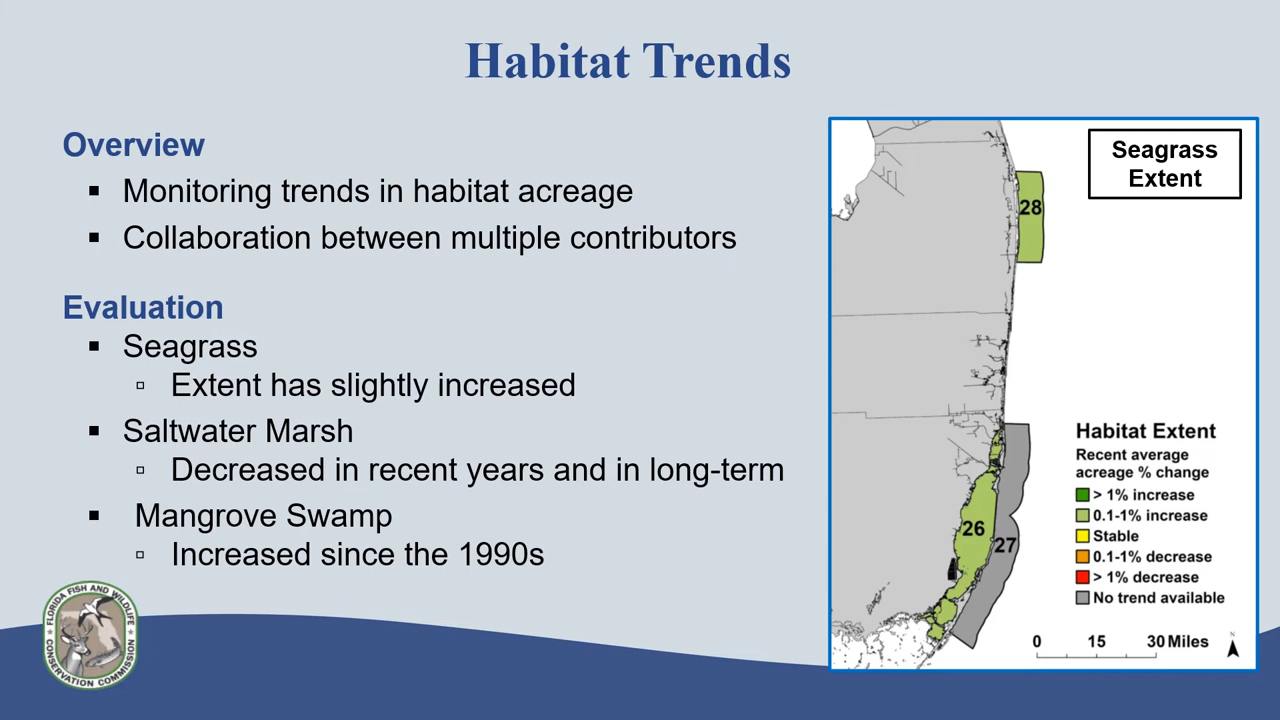 Habitat Trends
Overview
▪ Monitoring trends in habitat acreage
▪ Collaboration between multiple contributors
Evaluation
▪ Seagrass
▫ Extent has slightly increased
▪ Saltwater Marsh
▫ Decreased in recent years and in long-term
▪ Mangrove Swamp
▫ Increased since the 1990s
FLORIDA FISH AND WILDLIFE
CONSERVATION COMMISSION
Seagrass
Extent
28
26
27
Habitat Extent
Recent average
acreage % change
> 1% increase
0.1-1% increase
Stable
0.1-1% decrease
> 1% decrease
No trend available
0 15 30 Miles
N